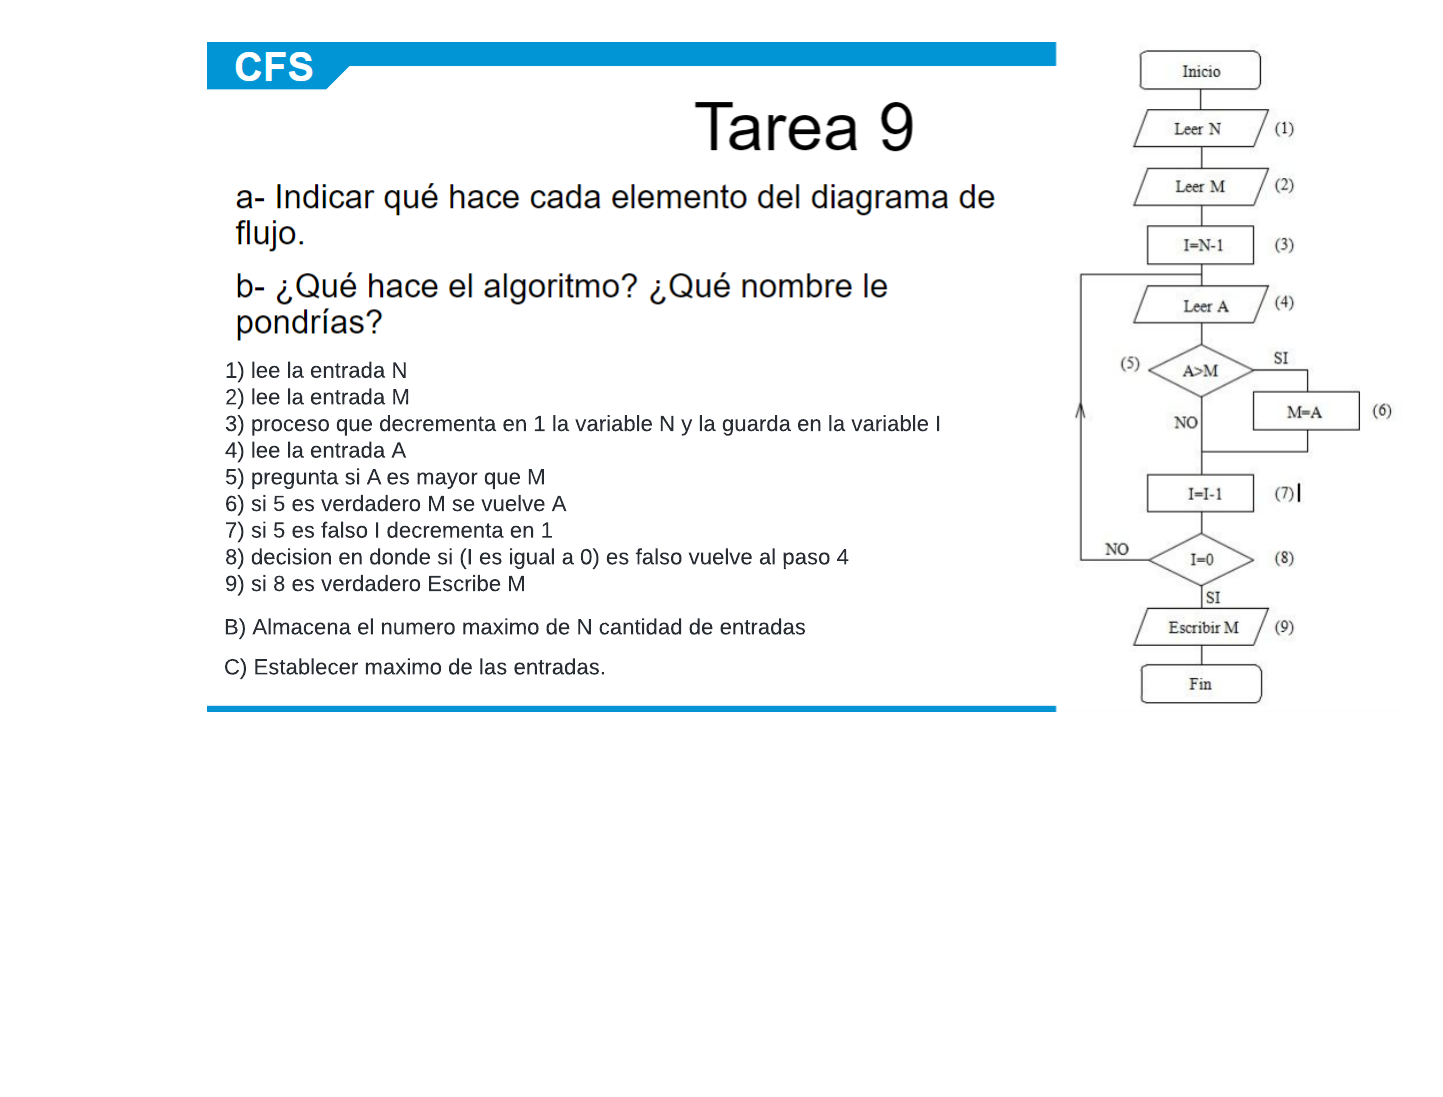 CFS
Tarea 9
a- Indicar qué hace cada elemento del diagrama de
flujo.
b- ¿Qué hace el algoritmo? ¿Qué nombre le
pondrías?
1) lee la entrada N
2) lee la entrada M
3) proceso que decrementa en 1 la variable N y la guarda en la variable I
4) lee la entrada A
5) pregunta si A es mayor que M
6) si 5 es verdadero M se vuelve A
7) si 5 es falso I decrementa en 1
8) decision en donde si (I es igual a 0) es falso vuelve al paso 4
9) si 8 es verdadero Escribe M
B) Almacena el numero maximo de N cantidad de entradas
C) Establecer maximo de las entradas.
Inicio
Leer N (1)
Leer M (2)
I=N-1 (3)
Leer A (4)
(5) A>M SI
M=A (6)
NO
I=I-1 (7)
NO I=0 (8)
SI
Escribir M (9)
Fin